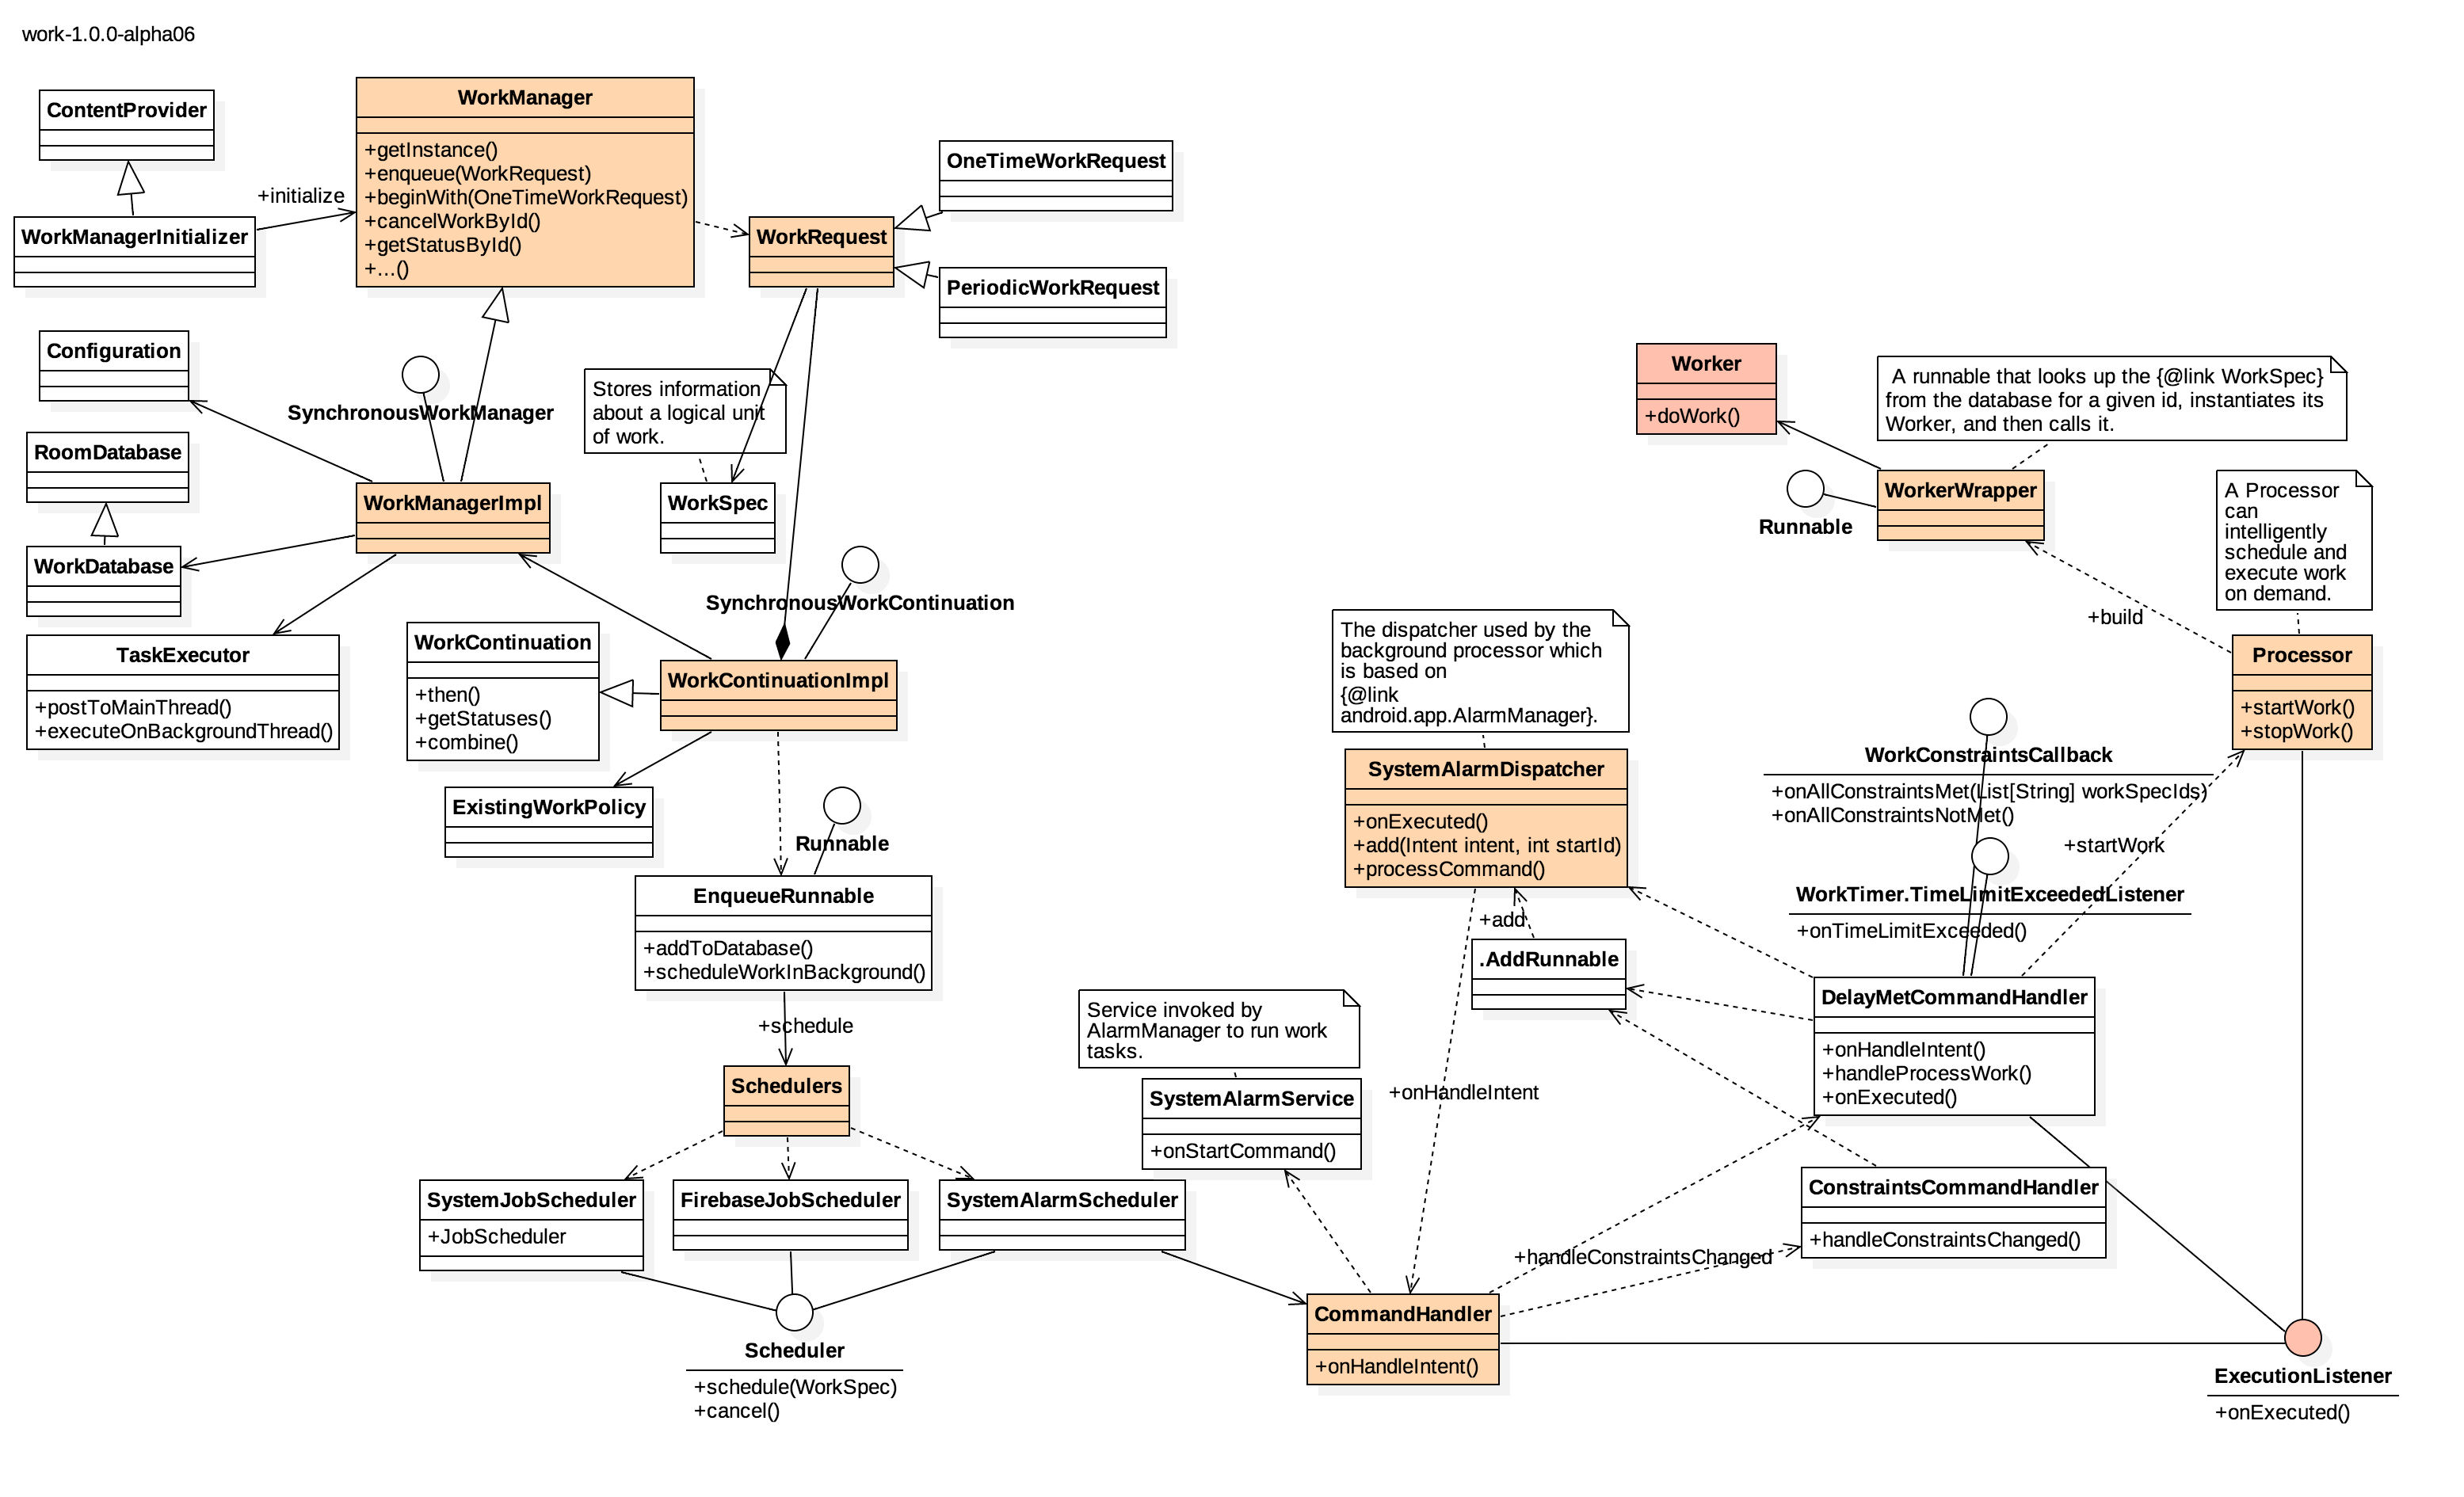 work-1.0.0-alpha06
ContentProvider
WorkManagerInitializer
+initialize
WorkManager
+getInstance()
+enqueue(WorkRequest)
+beginWith(OneTimeWorkRequest)
+cancelWorkById()
+getStatusById()
+...()
WorkRequest
OneTimeWorkRequest
PeriodicWorkRequest
Configuration
SynchronousWorkManager
RoomDatabase
WorkManagerImpl
WorkDatabase
Stores information
about a logical unit
of work.
WorkSpec
SynchronousWorkContinuation
TaskExecutor
+postToMainThread()
+executeOnBackgroundThread()
WorkContinuation
+then()
+getStatuses()
+combine()
WorkContinuationImpl
ExistingWorkPolicy
Runnable
EnqueueRunnable
+addToDatabase()
+scheduleWorkInBackground()
+schedule
Schedulers
SystemJobScheduler
+JobScheduler
FirebaseJobScheduler
SystemAlarmScheduler
Scheduler
+schedule(WorkSpec)
+cancel()
Worker
+doWork()
A runnable that looks up the {@link WorkSpec}
from the database for a given id, instantiates its
Worker, and then calls it.
WorkerWrapper
Runnable
A Processor
can
intelligently
schedule and
execute work
on demand.
+build
Processor
+startWork()
+stopWork()
The dispatcher used by the
background processor which
is based on
{@link
android.app.AlarmManager}.
SystemAlarmDispatcher
+onExecuted()
+add(Intent intent, int startId)
+processCommand()
WorkConstraintsCallback
+onAllConstraintsMet(List[String] workSpecIds)
+onAllConstraintsNotMet()
+startWork
WorkTimer.TimeLimitExceededListener
+onTimeLimitExceeded()
+add
.AddRunnable
DelayMetCommandHandler
+onHandleIntent()
+handleProcessWork()
+onExecuted()
Service invoked by
AlarmManager to run work
tasks.
SystemAlarmService
+onStartCommand()
+onHandleIntent
ConstraintsCommandHandler
+handleConstraintsChanged()
+handleConstraintsChanged
CommandHandler
+onHandleIntent()
ExecutionListener
+onExecuted()